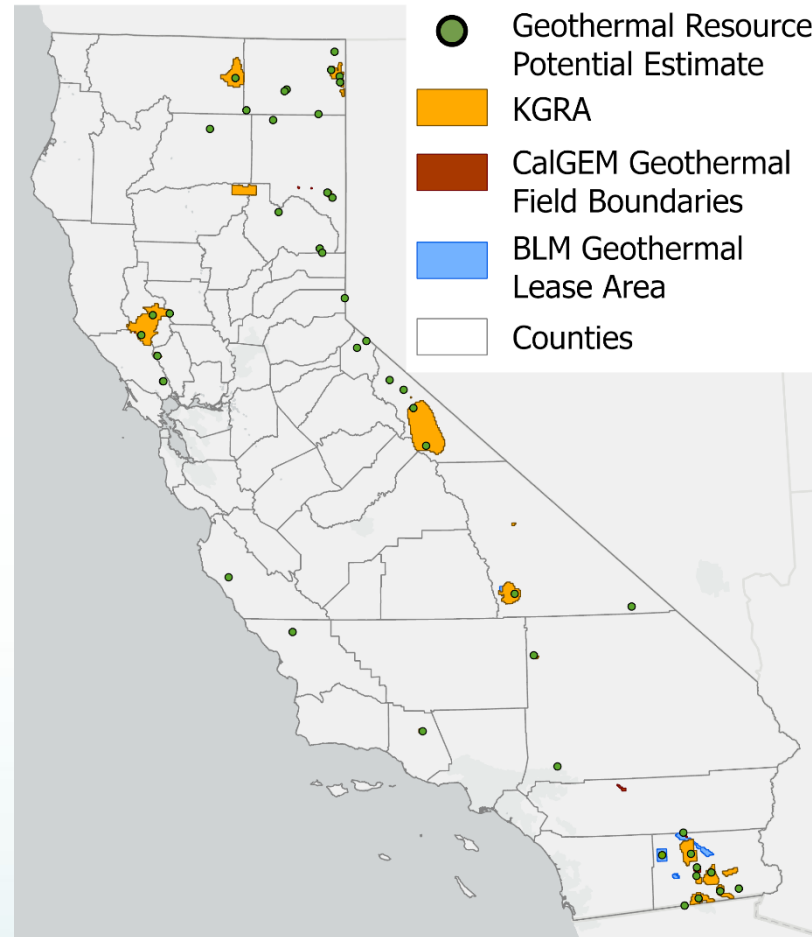 Geothermal Resource
Potential Estimate
KGRA
CalGEM Geothermal
Field Boundaries
BLM Geothermal
Lease Area
Counties